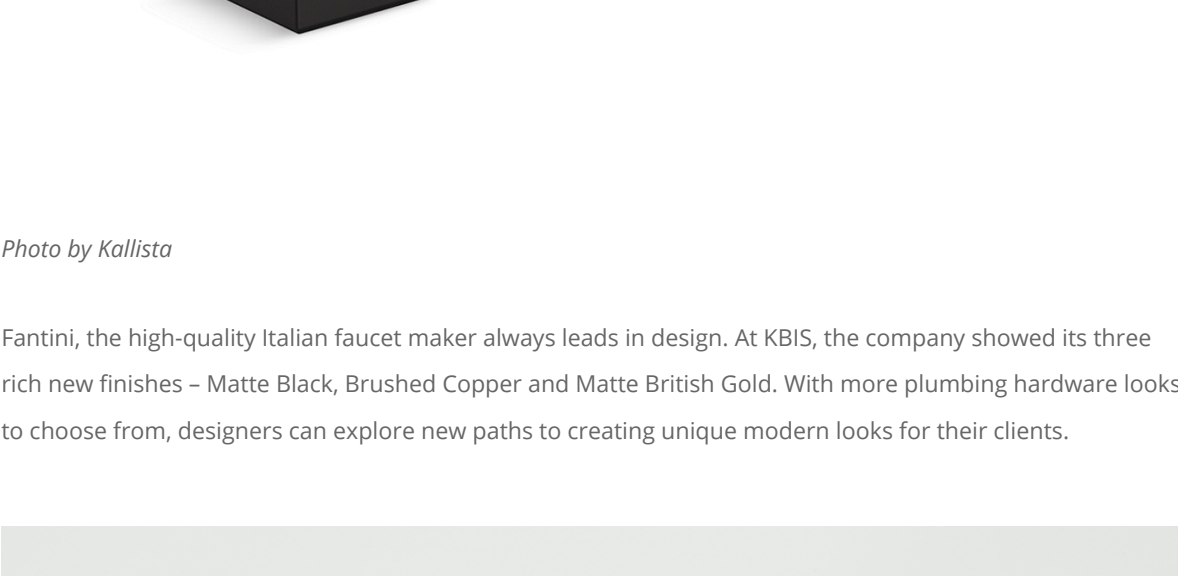 Photo by Kallista
Fantini, the high-quality Italian faucet maker always leads in design. At KBIS, the company showed its three
rich new finishes – Matte Black, Brushed Copper and Matte British Gold. With more plumbing hardware looks
to choose from, designers can explore new paths to creating unique modern looks for their clients.